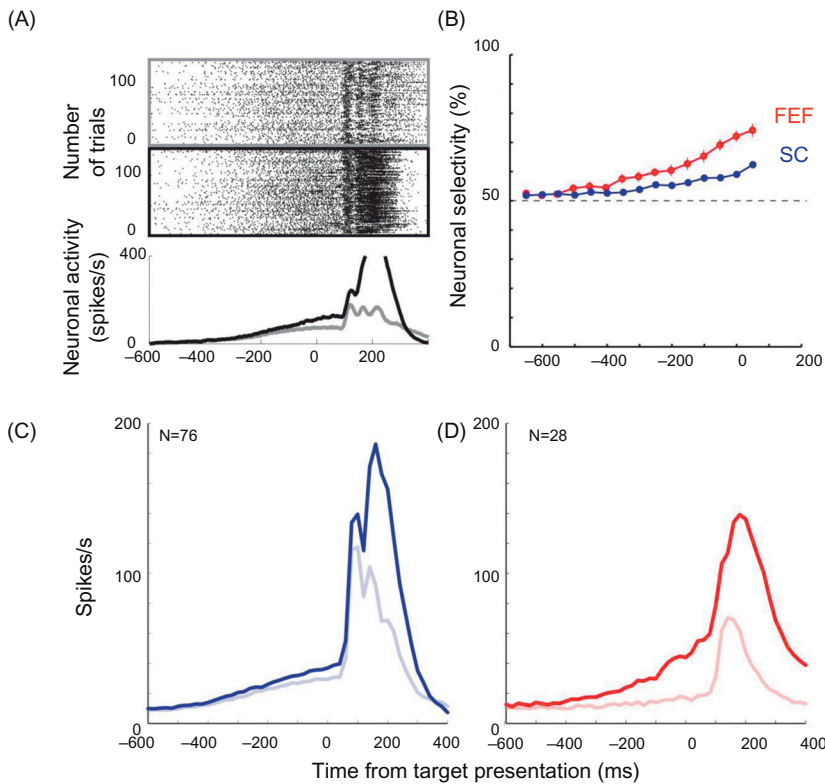 (A)
Number
of trials
100
0
100
0
Neuronal activity
(spikes/s)
400
0
–600 –400 –200 0 200
(B)
Neuronal selectivity (%)
100
50
0
FEF
SC
–600 –400 –200 0 200
(C)
N=76
Spikes/s
200
100
0
–600 –400 –200 0 200 400
(D)
N=28
200
100
0
–600 –400 –200 0 200 400
Time from target presentation (ms)